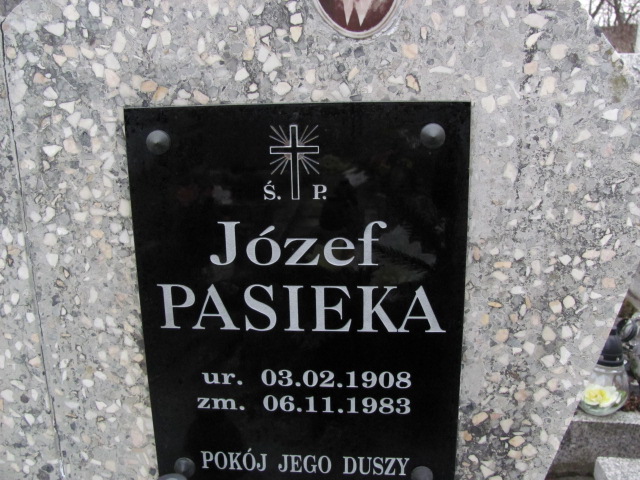 Ś. P.
Józef
PASIEKA
ur. 03.02.1908
zm. 06.11.1983
POKÓJ JEGO DUSZY